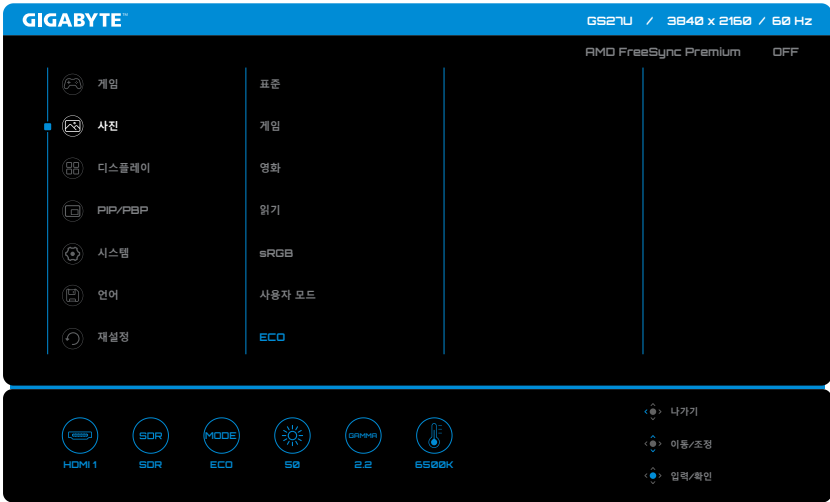 GIGABYTE™
GS27U / 3840 x 2160 / 60 Hz
AMD FreeSync Premium OFF
게임 표준
사진 게임
디스플레이 영화
PIP/PBP 읽기
시스템 sRGB
언어 사용자 모드
재설정 ECO
나가기
SDR MODE GAMMA
이동/조정
HDMI 1 SDR ECO 50 2.2 6500K
입력/확인